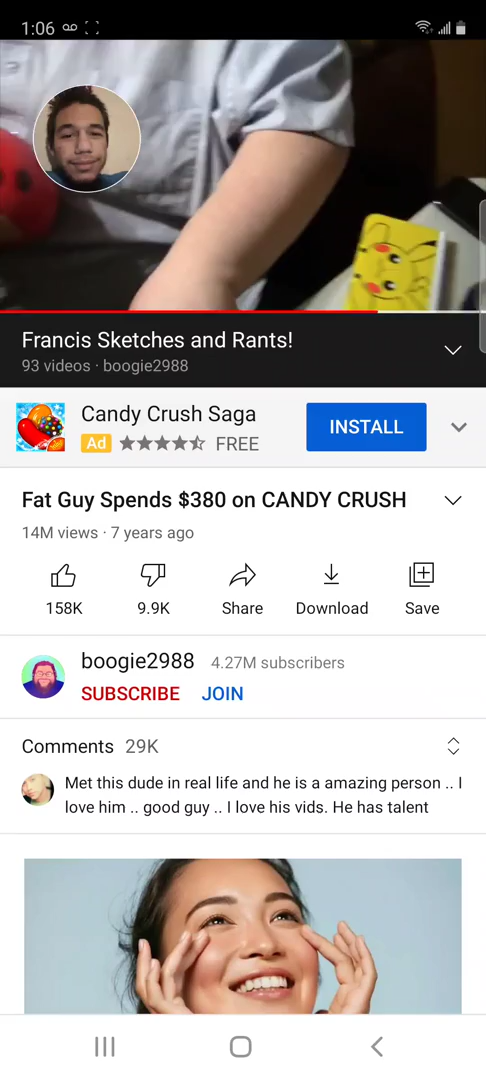 1:06
Francis Sketches and Rants!
93 videos · boogie2988
Candy Crush Saga
INSTALL
Ad
FREE
Fat Guy Spends $380 on CANDY CRUSH
14M views · 7 years ago
158K
9.9K
Share
Download
Save
boogie2988 4.27M subscribers
SUBSCRIBE JOIN
Comments 29K
Met this dude in real life and he is a amazing person .. I
love him .. good guy .. I love his vids. He has talent